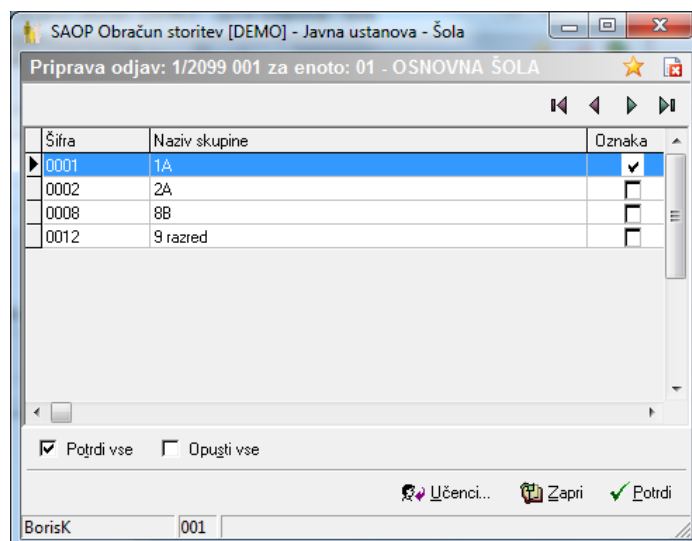 SAOP Obračun storitev [DEMO] - Javna ustanova - Šola
Priprava odjav: 1/2099 001 za enoto: 01 - OSNOVNA ŠOLA
Šifra Naziv skupine Oznaka
0001 1A
0002 2A
0008 8B
0012 9 razred
Potrdi vse Opusti vse
Učenci... Zapri Potrdi
BorisK 001